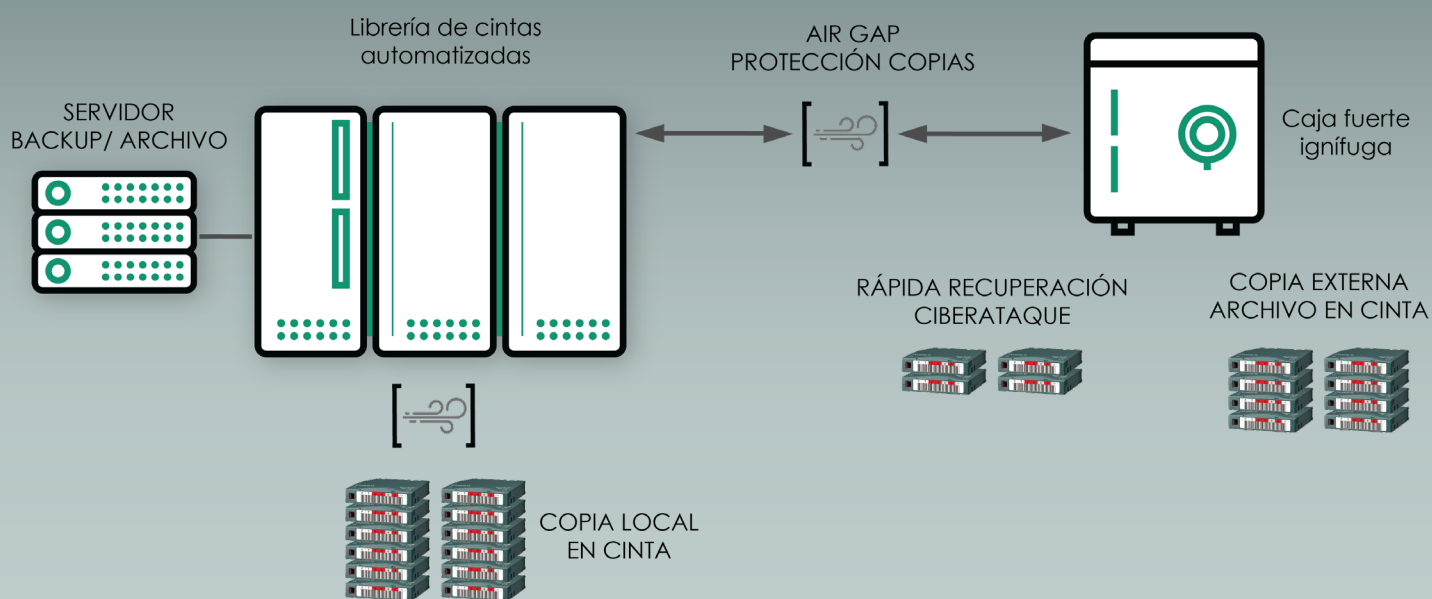 Librería de cintas
automatizadas
AIR GAP
PROTECCIÓN COPIAS
SERVIDOR
BACKUP/ ARCHIVO
Caja fuerte
ignífuga
RÁPIDA RECUPERACIÓN
CIBERATAQUE
COPIA EXTERNA
ARCHIVO EN CINTA
COPIA LOCAL
EN CINTA